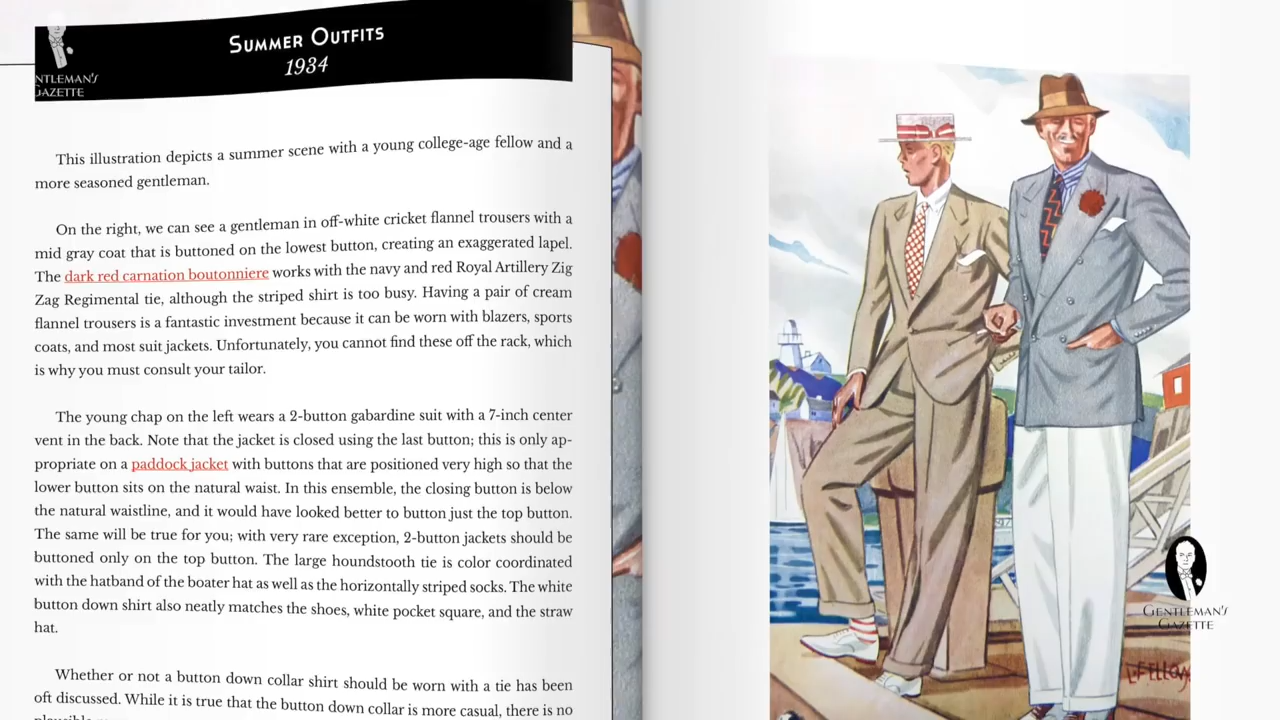 SUMMER OUTFITS
1934
NTLEMAN'S
GAZETTE
This illustration depicts a summer scene with a young college-age fellow and a
more seasoned gentleman.
On the right, we can see a gentleman in off-white cricket flannel trousers with a
mid gray coat that is buttoned on the lowest button, creating an exaggerated lapel.
The dark red carnation boutonniere works with the navy and red Royal Artillery Zig
Zag Regimental tie, although the striped shirt is too busy. Having a pair of cream
flannel trousers is a fantastic investment because it can be worn with blazers, sports
coats, and most suit jackets. Unfortunately, you cannot find these off the rack, which
is why you must consult your tailor.
The young chap on the left wears a 2-button gabardine suit with a 7-inch center
vent in the back. Note that the jacket is closed using the last button; this is only ap-
propriate on a paddock jacket with buttons that are positioned very high so that the
lower button sits on the natural waist. In this ensemble, the closing button is below
the natural waistline, and it would have looked better to button just the top button.
The same will be true for you; with very rare exception, 2-button jackets should be
buttoned only on the top button. The large houndstooth tie is color coordinated
with the hatband of the boater hat as well as the horizontally striped socks. The white
button down shirt also neatly matches the shoes, white pocket square, and the straw
hat.
Whether or not a button down collar shirt should be worn with a tie has been
oft discussed. While it is true that the button down collar is more casual, there is no
GENTLEMAN'S
GAZETTE